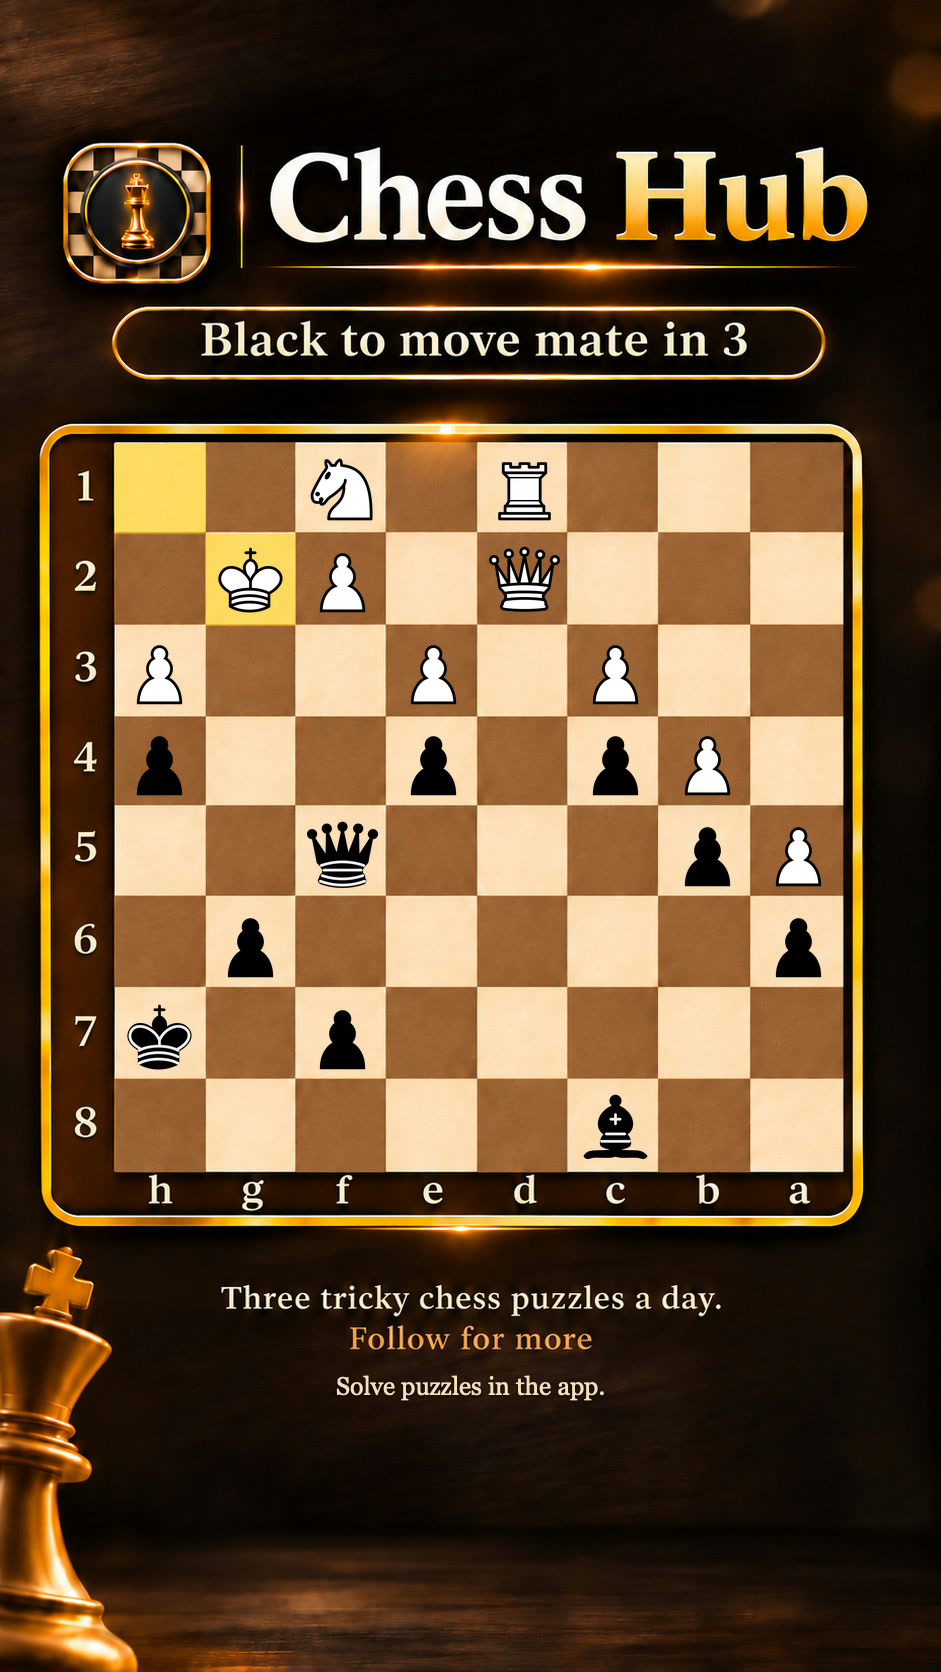 Chess Hub
Black to move mate in 3
1
2
3
4
5
6
7
8
h g f e d c b a
Three tricky chess puzzles a day.
Follow for more
Solve puzzles in the app.